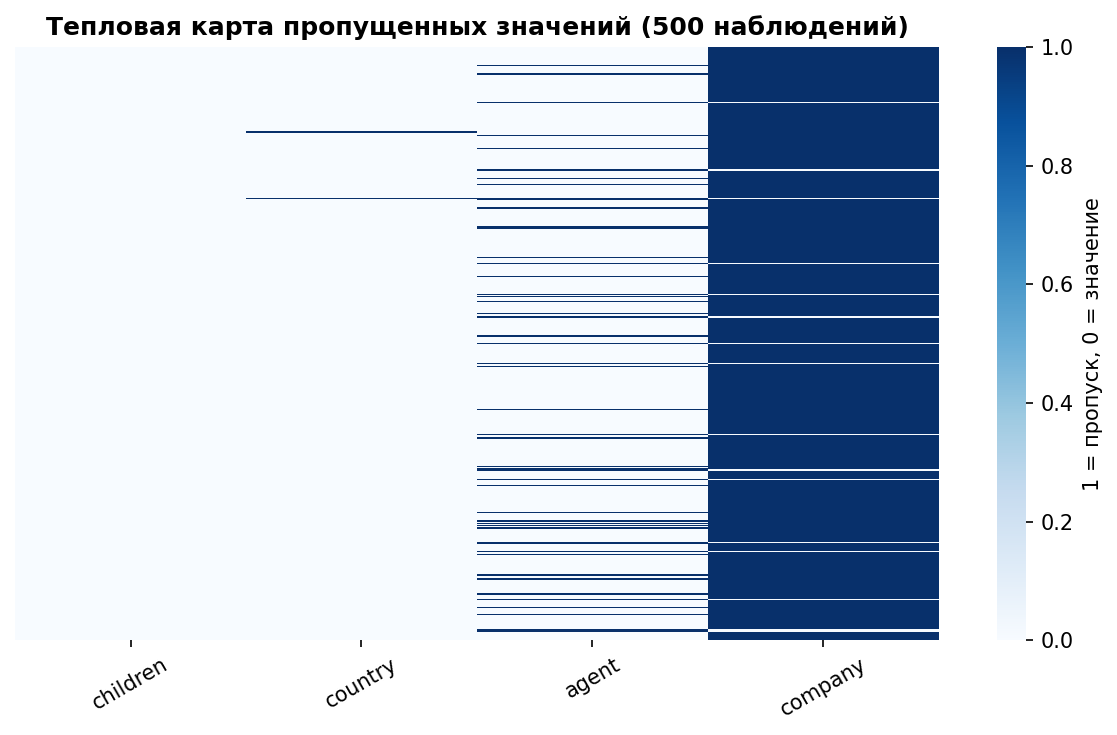 Тепловая карта пропущенных значений (500 наблюдений)
1.0
0.8
0.6
0.4
0.2
0.0
1 = пропуск, 0 = значение
children
country
agent
company